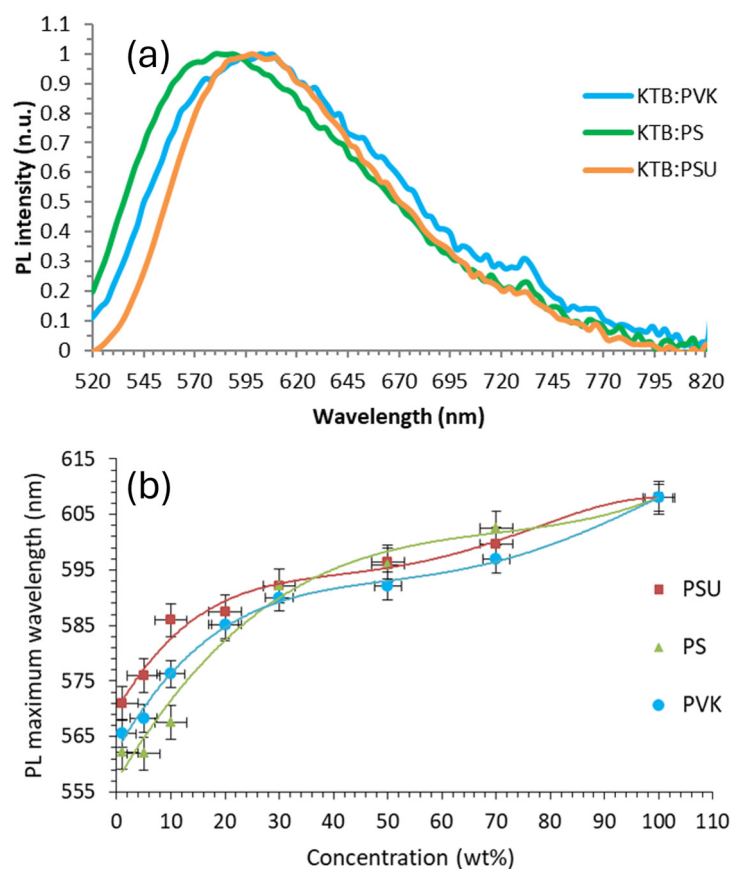 (a)
1.1
1
0.9
0.8
0.7
0.6
0.5
0.4
0.3
0.2
0.1
0
PL intensity (n.u.)
KTB:PVK
KTB:PS
KTB:PSU
520 545 570 595 620 645 670 695 720 745 770 795 820
Wavelength (nm)
(b)
615
605
595
585
575
565
555
PL maximum wavelength (nm)
PSU
PS
PVK
0 10 20 30 40 50 60 70 80 90 100 110
Concentration (wt%)